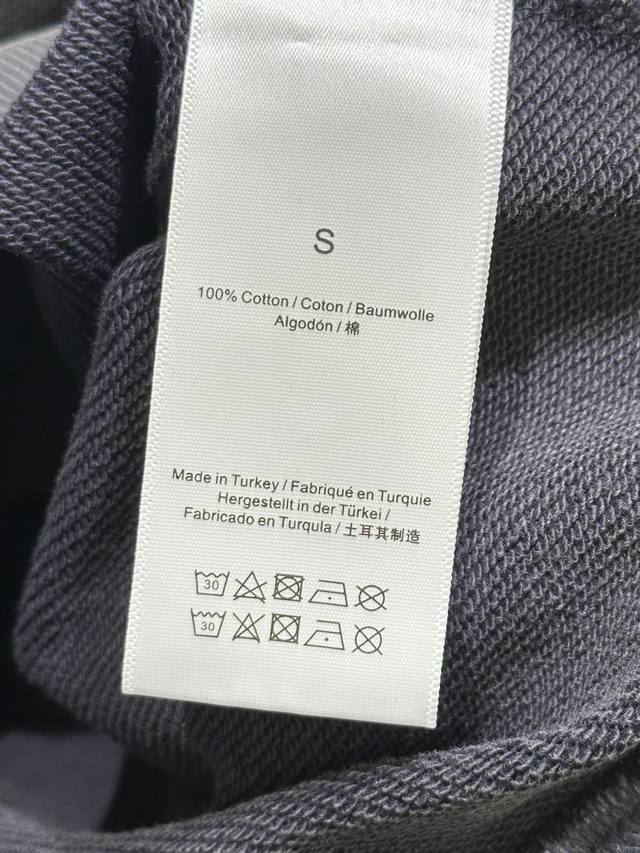 S
100% Cotton / Coton / Baumwolle
Algodón / 棉
Made in Turkey / Fabriqué en Turquie
Hergestellt in der Türkei /
Fabricado en Turqula / 土耳其制造
30
30